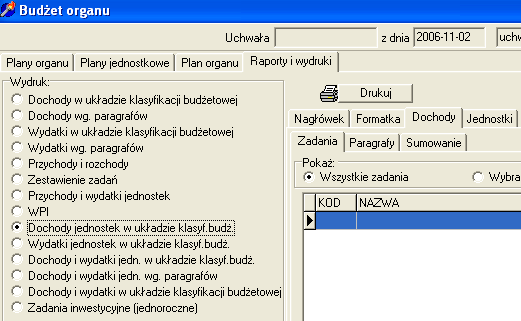 Budżet organu
Uchwała z dnia 2006-11-02 uchw
Plany organu Plany jednostkowe Plan organu Raporty i wydruki
Wydruk:
Dochody w układzie klasyfikacji budżetowej
Dochody wg. paragrafów
Wydatki w układzie klasyfikacji budżetowej
Wydatki wg. paragrafów
Przychody i rozchody
Zestawienie zadań
Przychody i wydatki jednostek
WPI
Dochody jednostek w układzie klasyf.budż.
Wydatki jednostek w układzie klasyf.budż.
Dochody i wydatki jedn. w układzie klasyf.budż.
Dochody i wydatki jedn. wg. paragrafów
Dochody i wydatki w układzie klasyfikacji budżetowej
Zadania inwestycyjne (jednoroczne)
Drukuj
Nagłówek Formatka Dochody Jednostki
Zadania Paragrafy Sumowanie
Pokaż:
Wszystkie zadania Wybra
KOD NAZWA